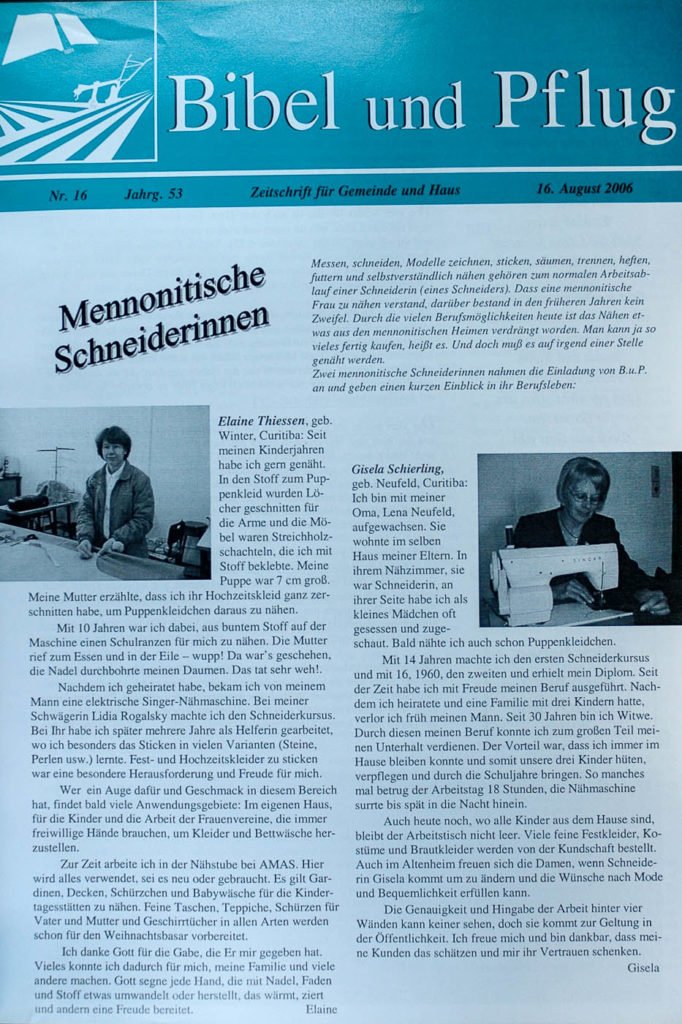 Bibel und Pflug
Nr. 16 Jahrg. 53 Zeitschrift für Gemeinde und Haus 16. August 2006
Mennonitische
Schneiderinnen
Messen, schneiden, Modelle zeichnen, sticken, säumen, trennen, heften,
futtern und selbstverständlich nähen gehören zum normalen Arbeitsab-
lauf einer Schneiderin (eines Schneiders). Dass eine mennonitische
Frau zu nähen verstand, darüber bestand in den früheren Jahren kein
Zweifel. Durch die vielen Berufsmöglichkeiten heute ist das Nähen et-
was aus den mennonitischen Heimen verdrängt worden. Man kann ja so
vieles fertig kaufen, heißt es. Und doch muß es auf irgend einer Stelle
genäht werden.
Zwei mennonitische Schneiderinnen nahmen die Einladung von B.u.P.
an und geben einen kurzen Einblick in ihr Berufsleben:
Elaine Thiessen, geb.
Winter, Curitiba: Seit
meinen Kinderjahren
habe ich gern genäht.
In den Stoff zum Pup-
penkleid wurden Lö-
cher geschnitten für
die Arme und die Mö-
bel waren Streichholz-
schachteln, die ich mit
Stoff beklebte. Meine
Puppe war 7 cm groß.
Meine Mutter erzählte, dass ich ihr Hochzeitskleid ganz zer-
schnitten habe, um Puppenkleidchen daraus zu nähen.
Mit 10 Jahren war ich dabei, aus buntem Stoff auf der
Maschine einen Schulranzen für mich zu nähen. Die Mutter
rief zum Essen und in der Eile – wupp! Da war's geschehen,
die Nadel durchbohrte meinen Daumen. Das tat sehr weh!.
Nachdem ich geheiratet habe, bekam ich von meinem
Mann eine elektrische Singer-Nähmaschine. Bei meiner
Schwägerin Lidia Rogalsky machte ich den Schneiderkursus.
Bei Ihr habe ich später mehrere Jahre als Helferin gearbeitet,
wo ich besonders das Sticken in vielen Varianten (Steine,
Perlen usw.) lernte. Fest- und Hochzeitskleider zu sticken
war eine besondere Herausforderung und Freude für mich.
Wer ein Auge dafür und Geschmack in diesem Bereich
hat, findet bald viele Anwendungsgebiete: Im eigenen Haus,
für die Kinder und die Arbeit der Frauenvereine, die immer
freiwillige Hände brauchen, um Kleider und Bettwäsche her-
zustellen.
Zur Zeit arbeite ich in der Nähstube bei AMAS. Hier
wird alles verwendet, sei es neu oder gebraucht. Es gilt Gar-
dinen, Decken, Schürzchen und Babywäsche für die Kinder-
tagesstätten zu nähen. Feine Taschen, Teppiche, Schürzen für
Vater und Mutter und Geschirrtücher in allen Arten werden
schon für den Weihnachtsbasar vorbereitet.
Ich danke Gott für die Gabe, die Er mir gegeben hat.
Vieles konnte ich dadurch für mich, meine Familie und viele
andere machen. Gott segne jede Hand, die mit Nadel, Faden
und Stoff etwas umwandelt oder herstellt, das wärmt, ziert
und andern eine Freude bereitet. Elaine
Gisela Schierling,
geb. Neufeld, Curitiba:
Ich bin mit meiner
Oma, Lena Neufeld,
aufgewachsen. Sie
wohnte im selben
Haus meiner Eltern. In
ihrem Nähzimmer, sie
war Schneiderin, an
ihrer Seite habe ich als
kleines Mädchen oft
gesessen und zuge-
schaut. Bald nähte ich auch schon Puppenkleidchen.
Mit 14 Jahren machte ich den ersten Schneiderkursus
und mit 16, 1960, den zweiten und erhielt mein Diplom. Seit
der Zeit habe ich mit Freude meinen Beruf ausgeführt. Nach-
dem ich heiratete und eine Familie mit drei Kindern hatte,
verlor ich früh meinen Mann. Seit 30 Jahren bin ich Witwe.
Durch diesen meinen Beruf konnte ich zum großen Teil mei-
nen Unterhalt verdienen. Der Vorteil war, dass ich immer im
Hause bleiben konnte und somit unsere drei Kinder hüten,
verpflegen und durch die Schuljahre bringen. So manches
mal betrug der Arbeitstag 18 Stunden, die Nähmaschine
surrte bis spät in die Nacht hinein.
Auch heute noch, wo alle Kinder aus dem Hause sind,
bleibt der Arbeitstisch nicht leer. Viele feine Festkleider, Ko-
stüme und Brautkleider werden von der Kundschaft bestellt.
Auch im Altenheim freuen sich die Damen, wenn Schneide-
rin Gisela kommt um zu ändern und die Wünsche nach Mode
und Bequemlichkeit erfüllen kann.
Die Genauigkeit und Hingabe der Arbeit hinter vier
Wänden kann keiner sehen, doch sie kommt zur Geltung in
der Öffentlichkeit. Ich freue mich und bin dankbar, dass mei-
ne Kunden das schätzen und mir ihr Vertrauen schenken.
Gisela
SINGER